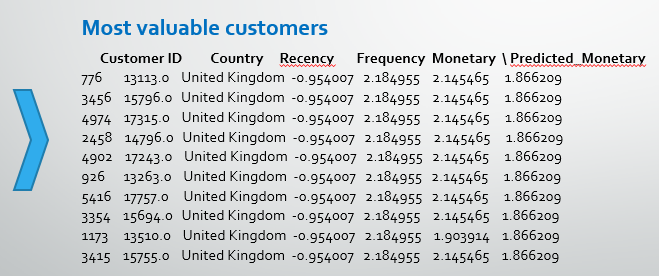 Most valuable customers
Customer ID Country Recency Frequency Monetary \ Predicted_Monetary
776 13113.0 United Kingdom -0.954007 2.184955 2.145465 1.866209
3456 15796.0 United Kingdom -0.954007 2.184955 2.145465 1.866209
4974 17315.0 United Kingdom -0.954007 2.184955 2.145465 1.866209
2458 14796.0 United Kingdom -0.954007 2.184955 2.145465 1.866209
4902 17243.0 United Kingdom -0.954007 2.184955 2.145465 1.866209
926 13263.0 United Kingdom -0.954007 2.184955 2.145465 1.866209
5416 17757.0 United Kingdom -0.954007 2.184955 2.145465 1.866209
3354 15694.0 United Kingdom -0.954007 2.184955 2.145465 1.866209
1173 13510.0 United Kingdom -0.954007 2.184955 1.903914 1.866209
3415 15755.0 United Kingdom -0.954007 2.184955 2.145465 1.866209